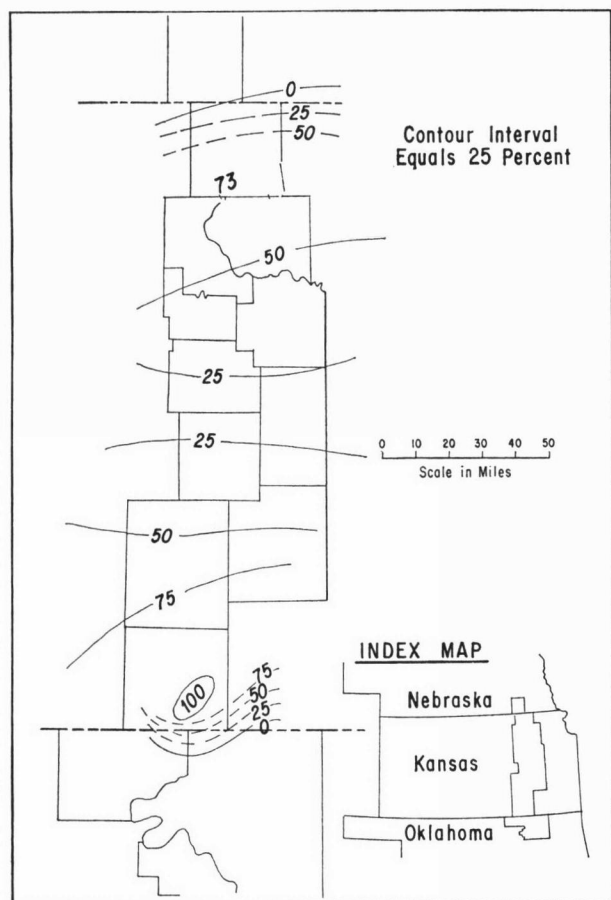 0
25
50
Contour Interval
Equals 25 Percent
73
50
25
25
0 10 20 30 40 50
Scale in Miles
50
75
100
75
50
25
0
INDEX MAP
Nebraska
Kansas
Oklahoma